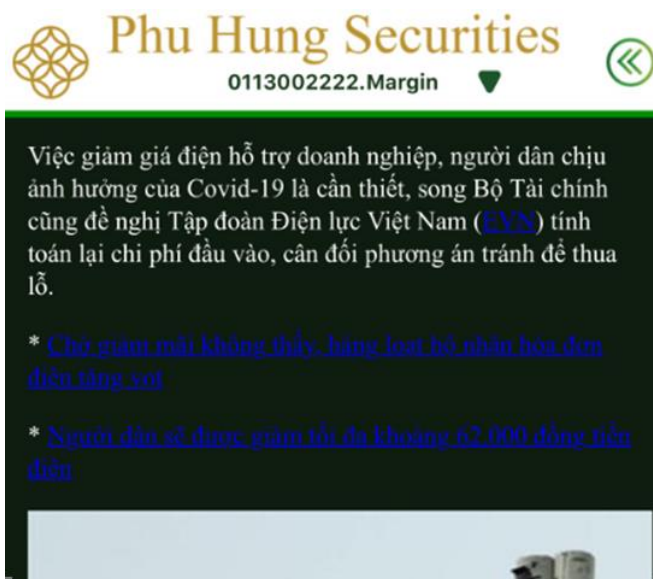 Phu Hung Securities
0113002222.Margin
Việc giảm giá điện hỗ trợ doanh nghiệp, người dân chịu
ảnh hưởng của Covid-19 là cần thiết, song Bộ Tài chính
cũng đề nghị Tập đoàn Điện lực Việt Nam (EVN) tính
toán lại chi phí đầu vào, cân đối phương án tránh để thua
lỗ.
* Chờ giảm mãi không thấy, hàng loạt hộ nhận hóa đơn
điện tăng vọt
* Người dân sẽ được giảm tối đa khoảng 62.000 đồng tiền
điện